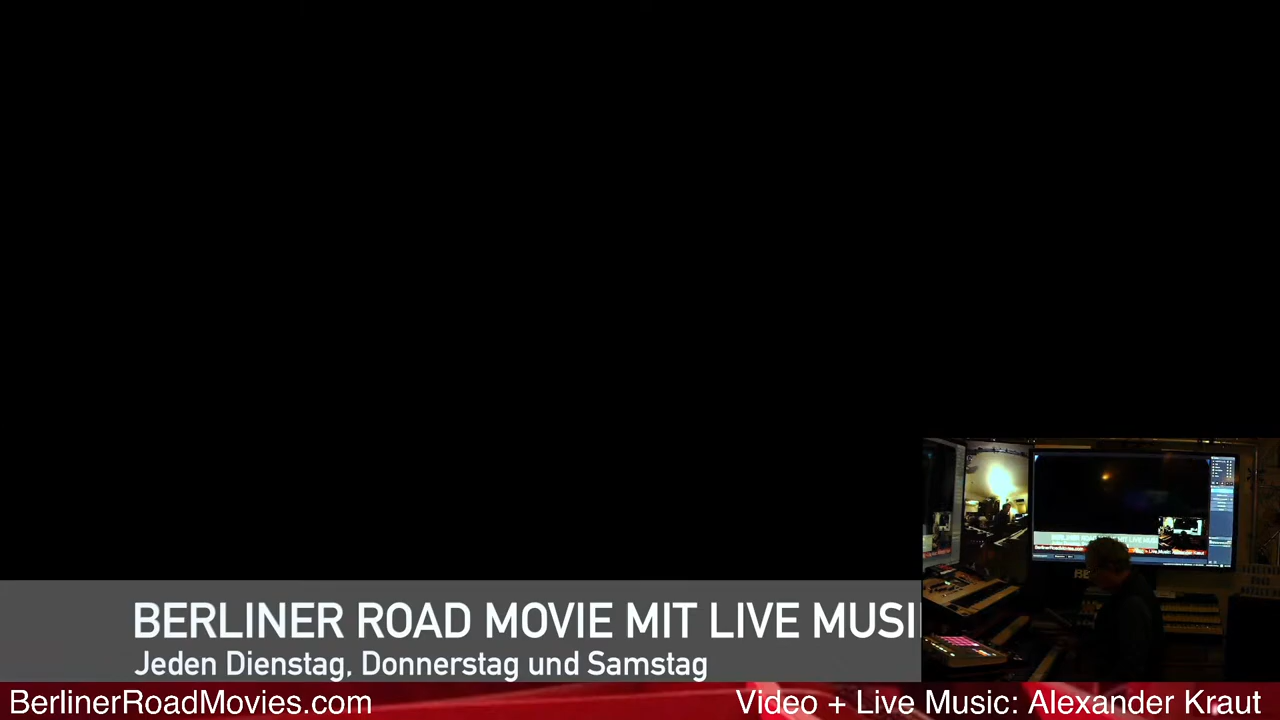 BERLINER ROAD MOVIE MIT LIVE MUSI
Jeden Dienstag, Donnerstag und Samstag
BerlinerRoadMovies.com
Video + Live Music: Alexander Kraut